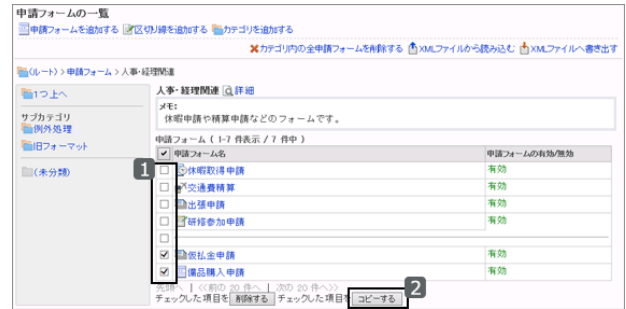 申請フォームの一覧
申請フォームを追加する 区切り線を追加する カテゴリを追加する
カテゴリ内の全申請フォームを削除する XMLファイルから読み込む XMLファイルへ書き出す
(ルート) > 申請フォーム > 人事・経理関連
1つ上へ
サブカテゴリ
例外処理
旧フォーマット
(未分類)
人事・経理関連 詳細
メモ:
休暇申請や積算申請などのフォームです。
申請フォーム ( 1-7 件表示 / 7 件中 )
申請フォーム名 申請フォームの有効/無効
1
休暇取得申請 有効
交通費精算 有効
出張申請 有効
研修参加申請 有効
仮払金申請 有効
備品購入申請 有効
先頭へ | <<前の 20 件へ | 次の 20 件へ>>
チェックした項目を 削除する チェックした項目を コピーする 2